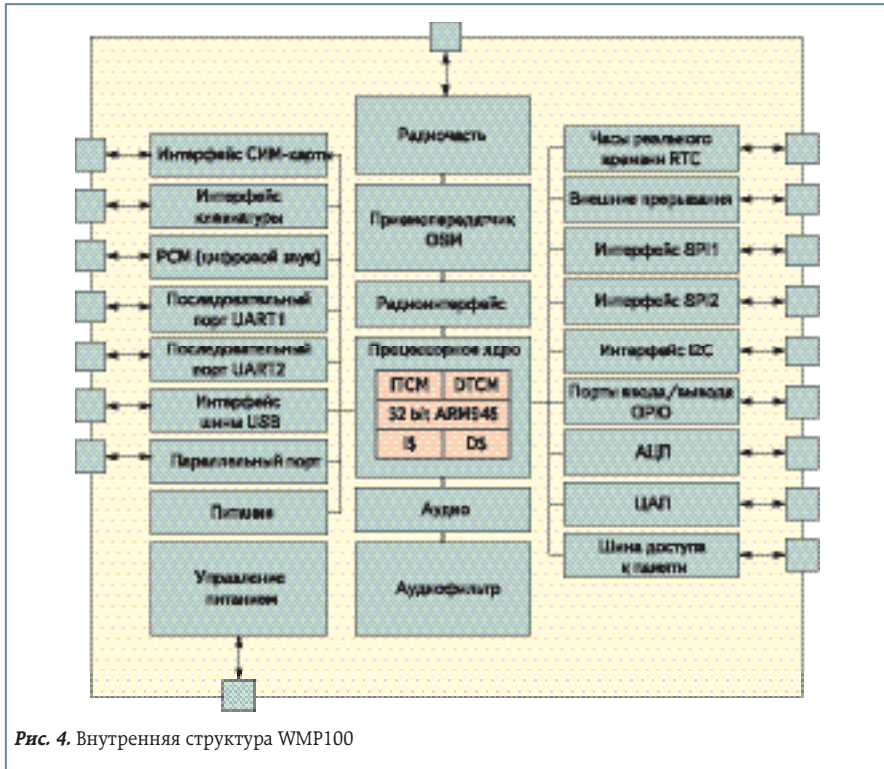 Радиочасть
Интерфейс СИМ-карты
Интерфейс
клавиатуры
PCM (цифровой звук)
Последовательный
порт UART1
Последовательный
порт UART2
Интерфейс
шины USB
Параллельный порт
Питание
Управление
питанием
Приемопередатчик
GSM
Радиоинтерфейс
Процессорное ядро
ITCM DTCM
32 bit ARM946
I$ D$
Аудио
Аудиофильтр
Часы реального
времени RTC
Внешние прерывания
Интерфейс SPI1
Интерфейс SPI2
Интерфейс I2C
Порты ввода/вывода
GPIO
АЦП
ЦАП
Шина доступа
к памяти
Рис. 4. Внутренняя структура WMP100